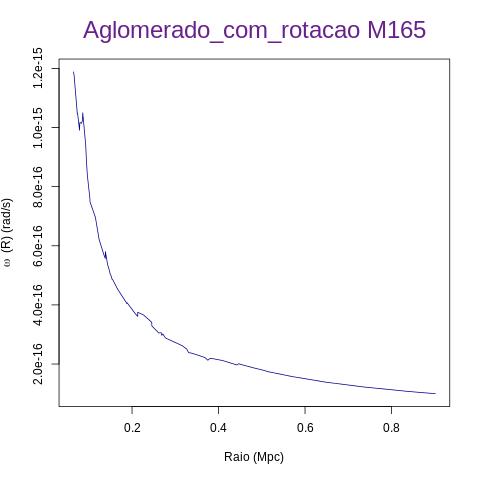 Aglomerado_com_rotacao M165
1.2e-15
1.0e-15
8.0e-16
6.0e-16
4.0e-16
2.0e-16
ω (R) (rad/s)
0.2 0.4 0.6 0.8
Raio (Mpc)